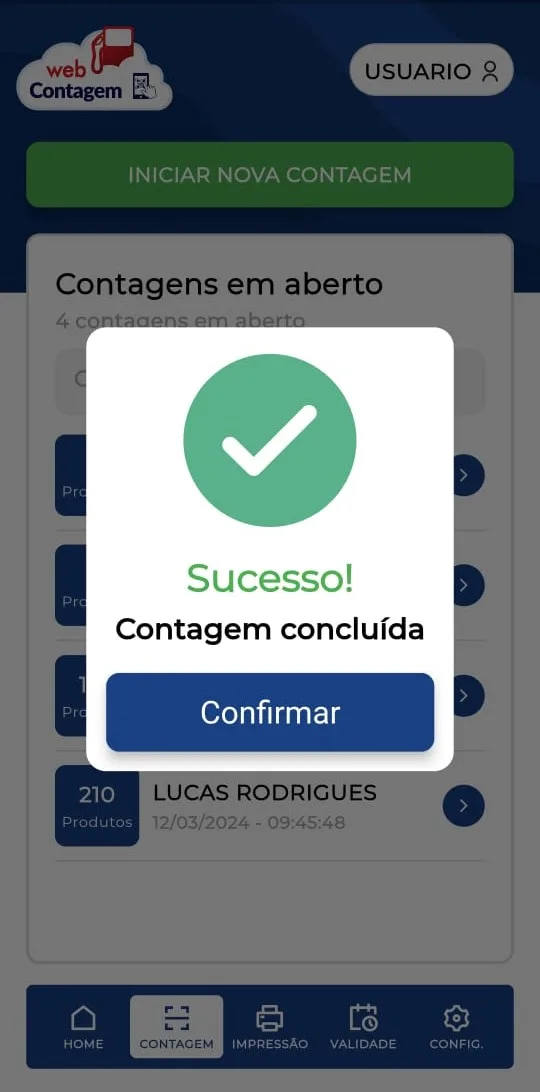 web
Contagem
USUARIO
INICIAR NOVA CONTAGEM
Contagens em aberto
4 contagens em aberto
Sucesso!
Contagem concluída
Confirmar
210
Produtos
LUCAS RODRIGUES
12/03/2024 - 09:45:48
HOME
CONTAGEM
IMPRESSÃO
VALIDADE
CONFIG.